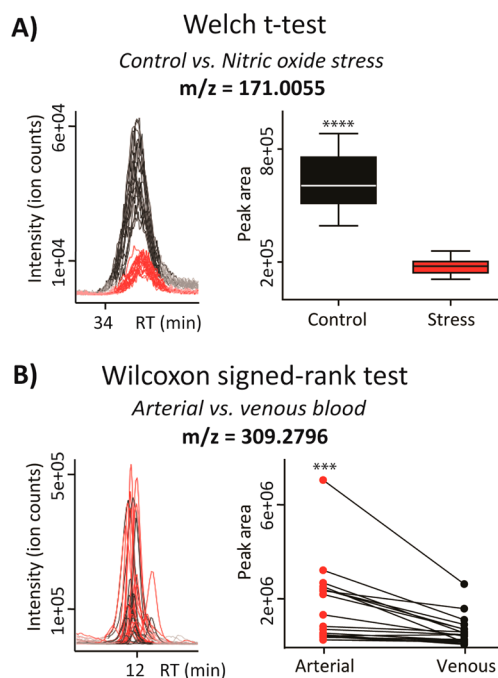 A)
Welch t-test
Control vs. Nitric oxide stress
m/z = 171.0055
Intensity (ion counts)
6e+04
1e+04
34
RT (min)
Peak area
8e+05
2e+05
****
Control
Stress
B)
Wilcoxon signed-rank test
Arterial vs. venous blood
m/z = 309.2796
Intensity (ion counts)
5e+05
1e+05
12
RT (min)
Peak area
6e+06
2e+06
***
Arterial
Venous